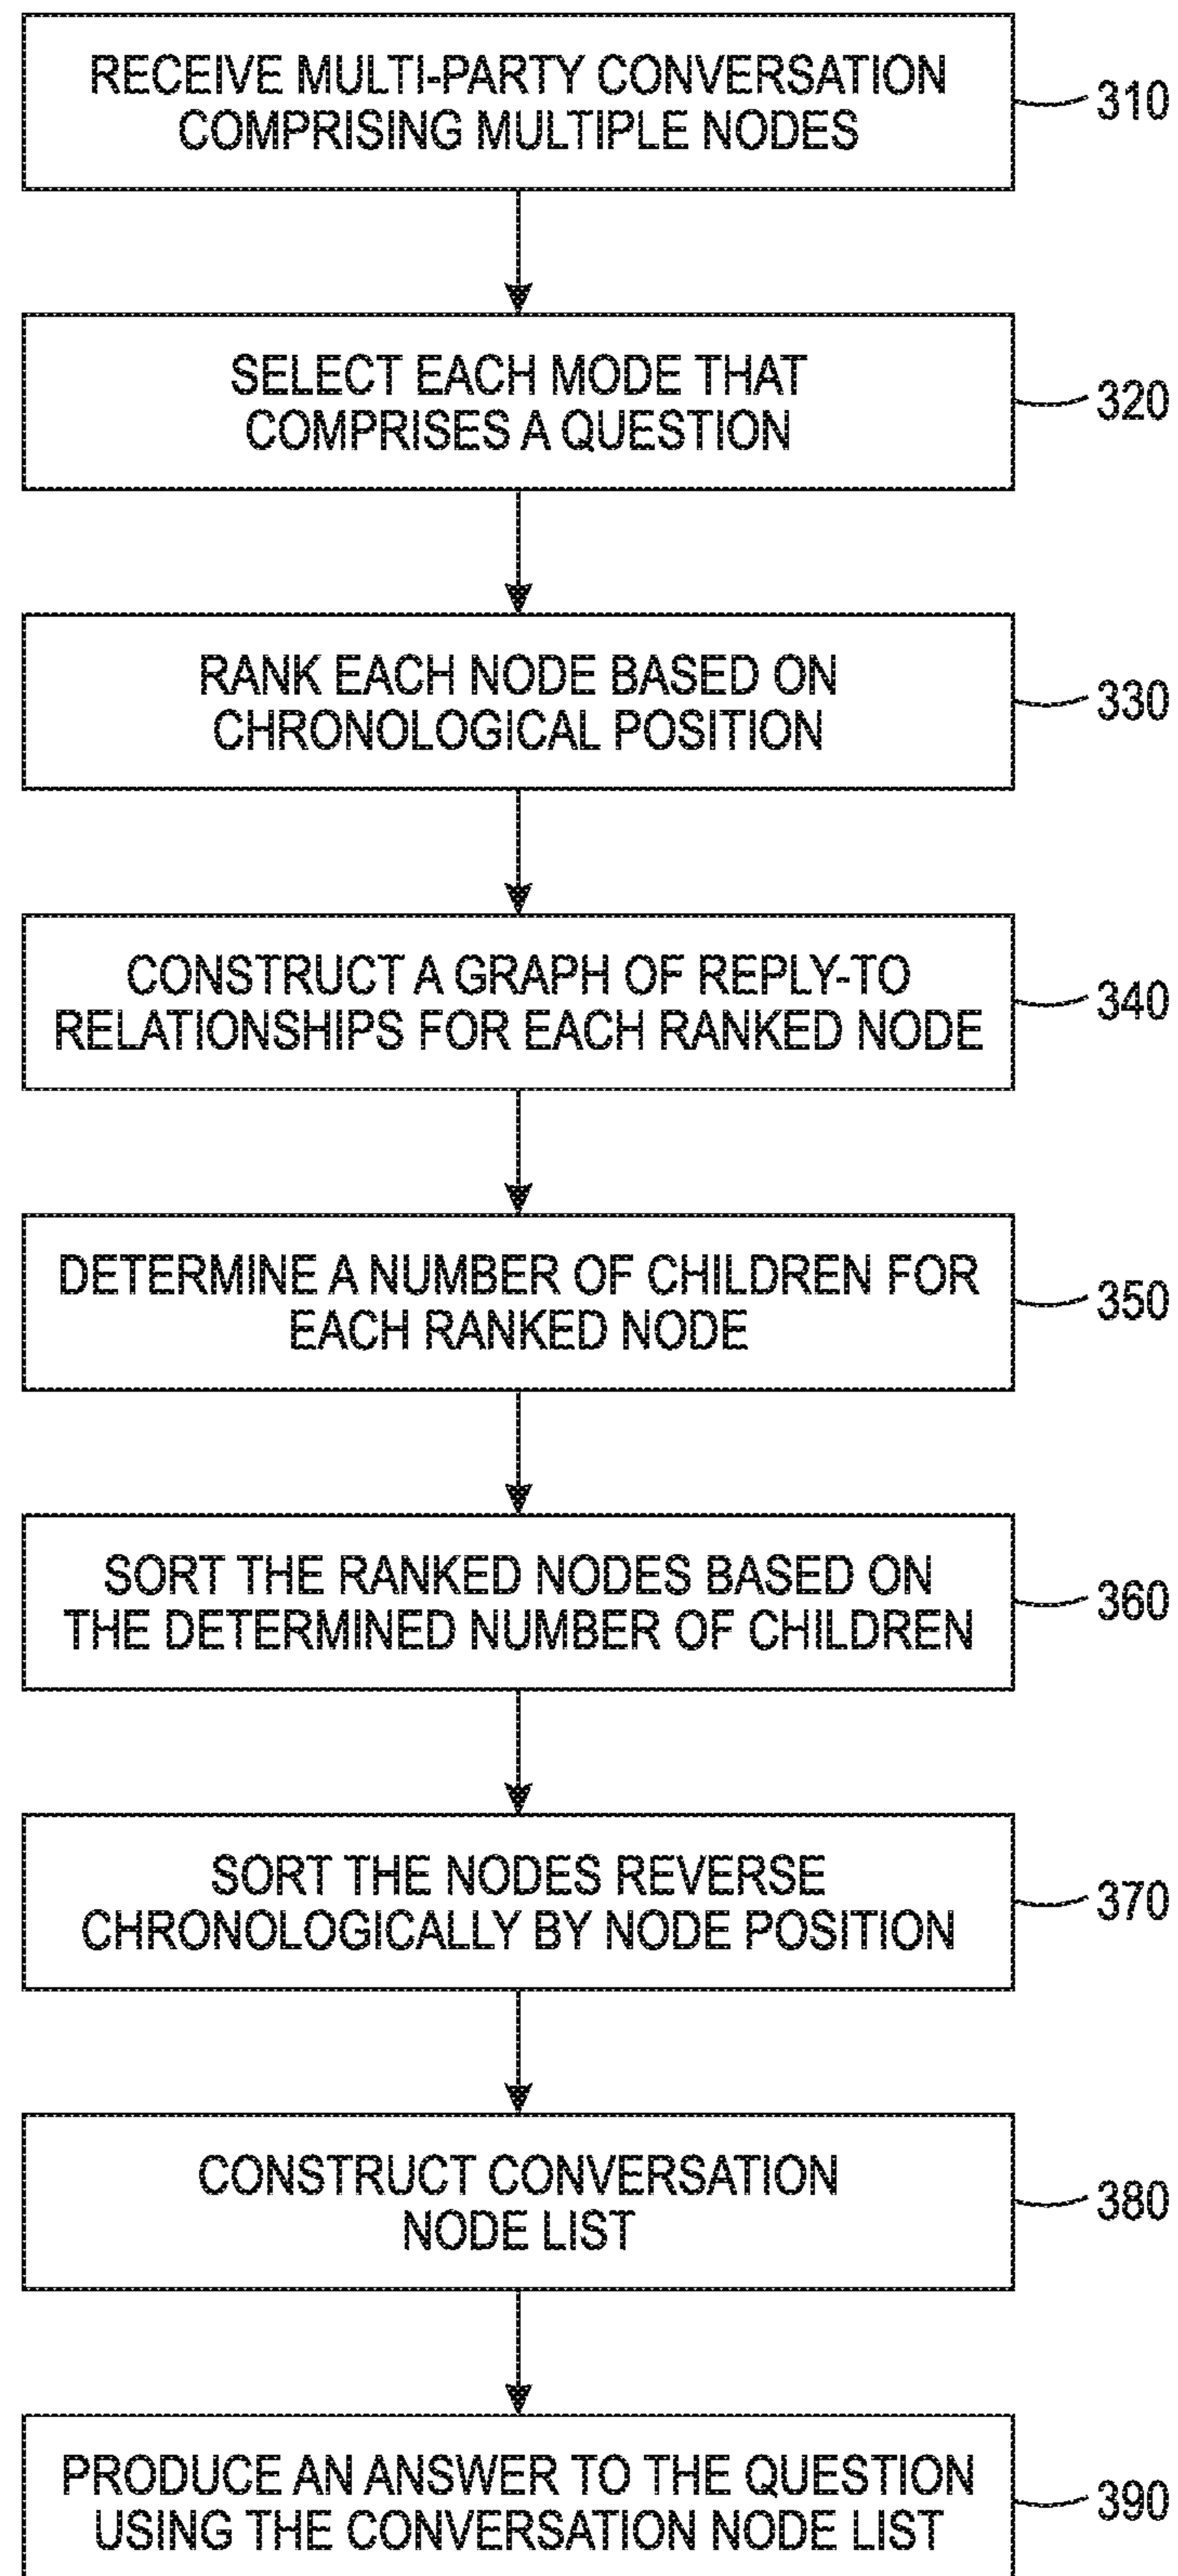 RECEIVE MULTI-PARTY CONVERSATION
COMPRISING MULTIPLE NODES
310
SELECT EACH MODE THAT
COMPRISES A QUESTION
320
RANK EACH NODE BASED ON
CHRONOLOGICAL POSITION
330
CONSTRUCT A GRAPH OF REPLY-TO
RELATIONSHIPS FOR EACH RANKED NODE
340
DETERMINE A NUMBER OF CHILDREN FOR
EACH RANKED NODE
350
SORT THE RANKED NODES BASED ON
THE DETERMINED NUMBER OF CHILDREN
360
SORT THE NODES REVERSE
CHRONOLOGICALLY BY NODE POSITION
370
CONSTRUCT CONVERSATION
NODE LIST
380
PRODUCE AN ANSWER TO THE QUESTION
USING THE CONVERSATION NODE LIST
390